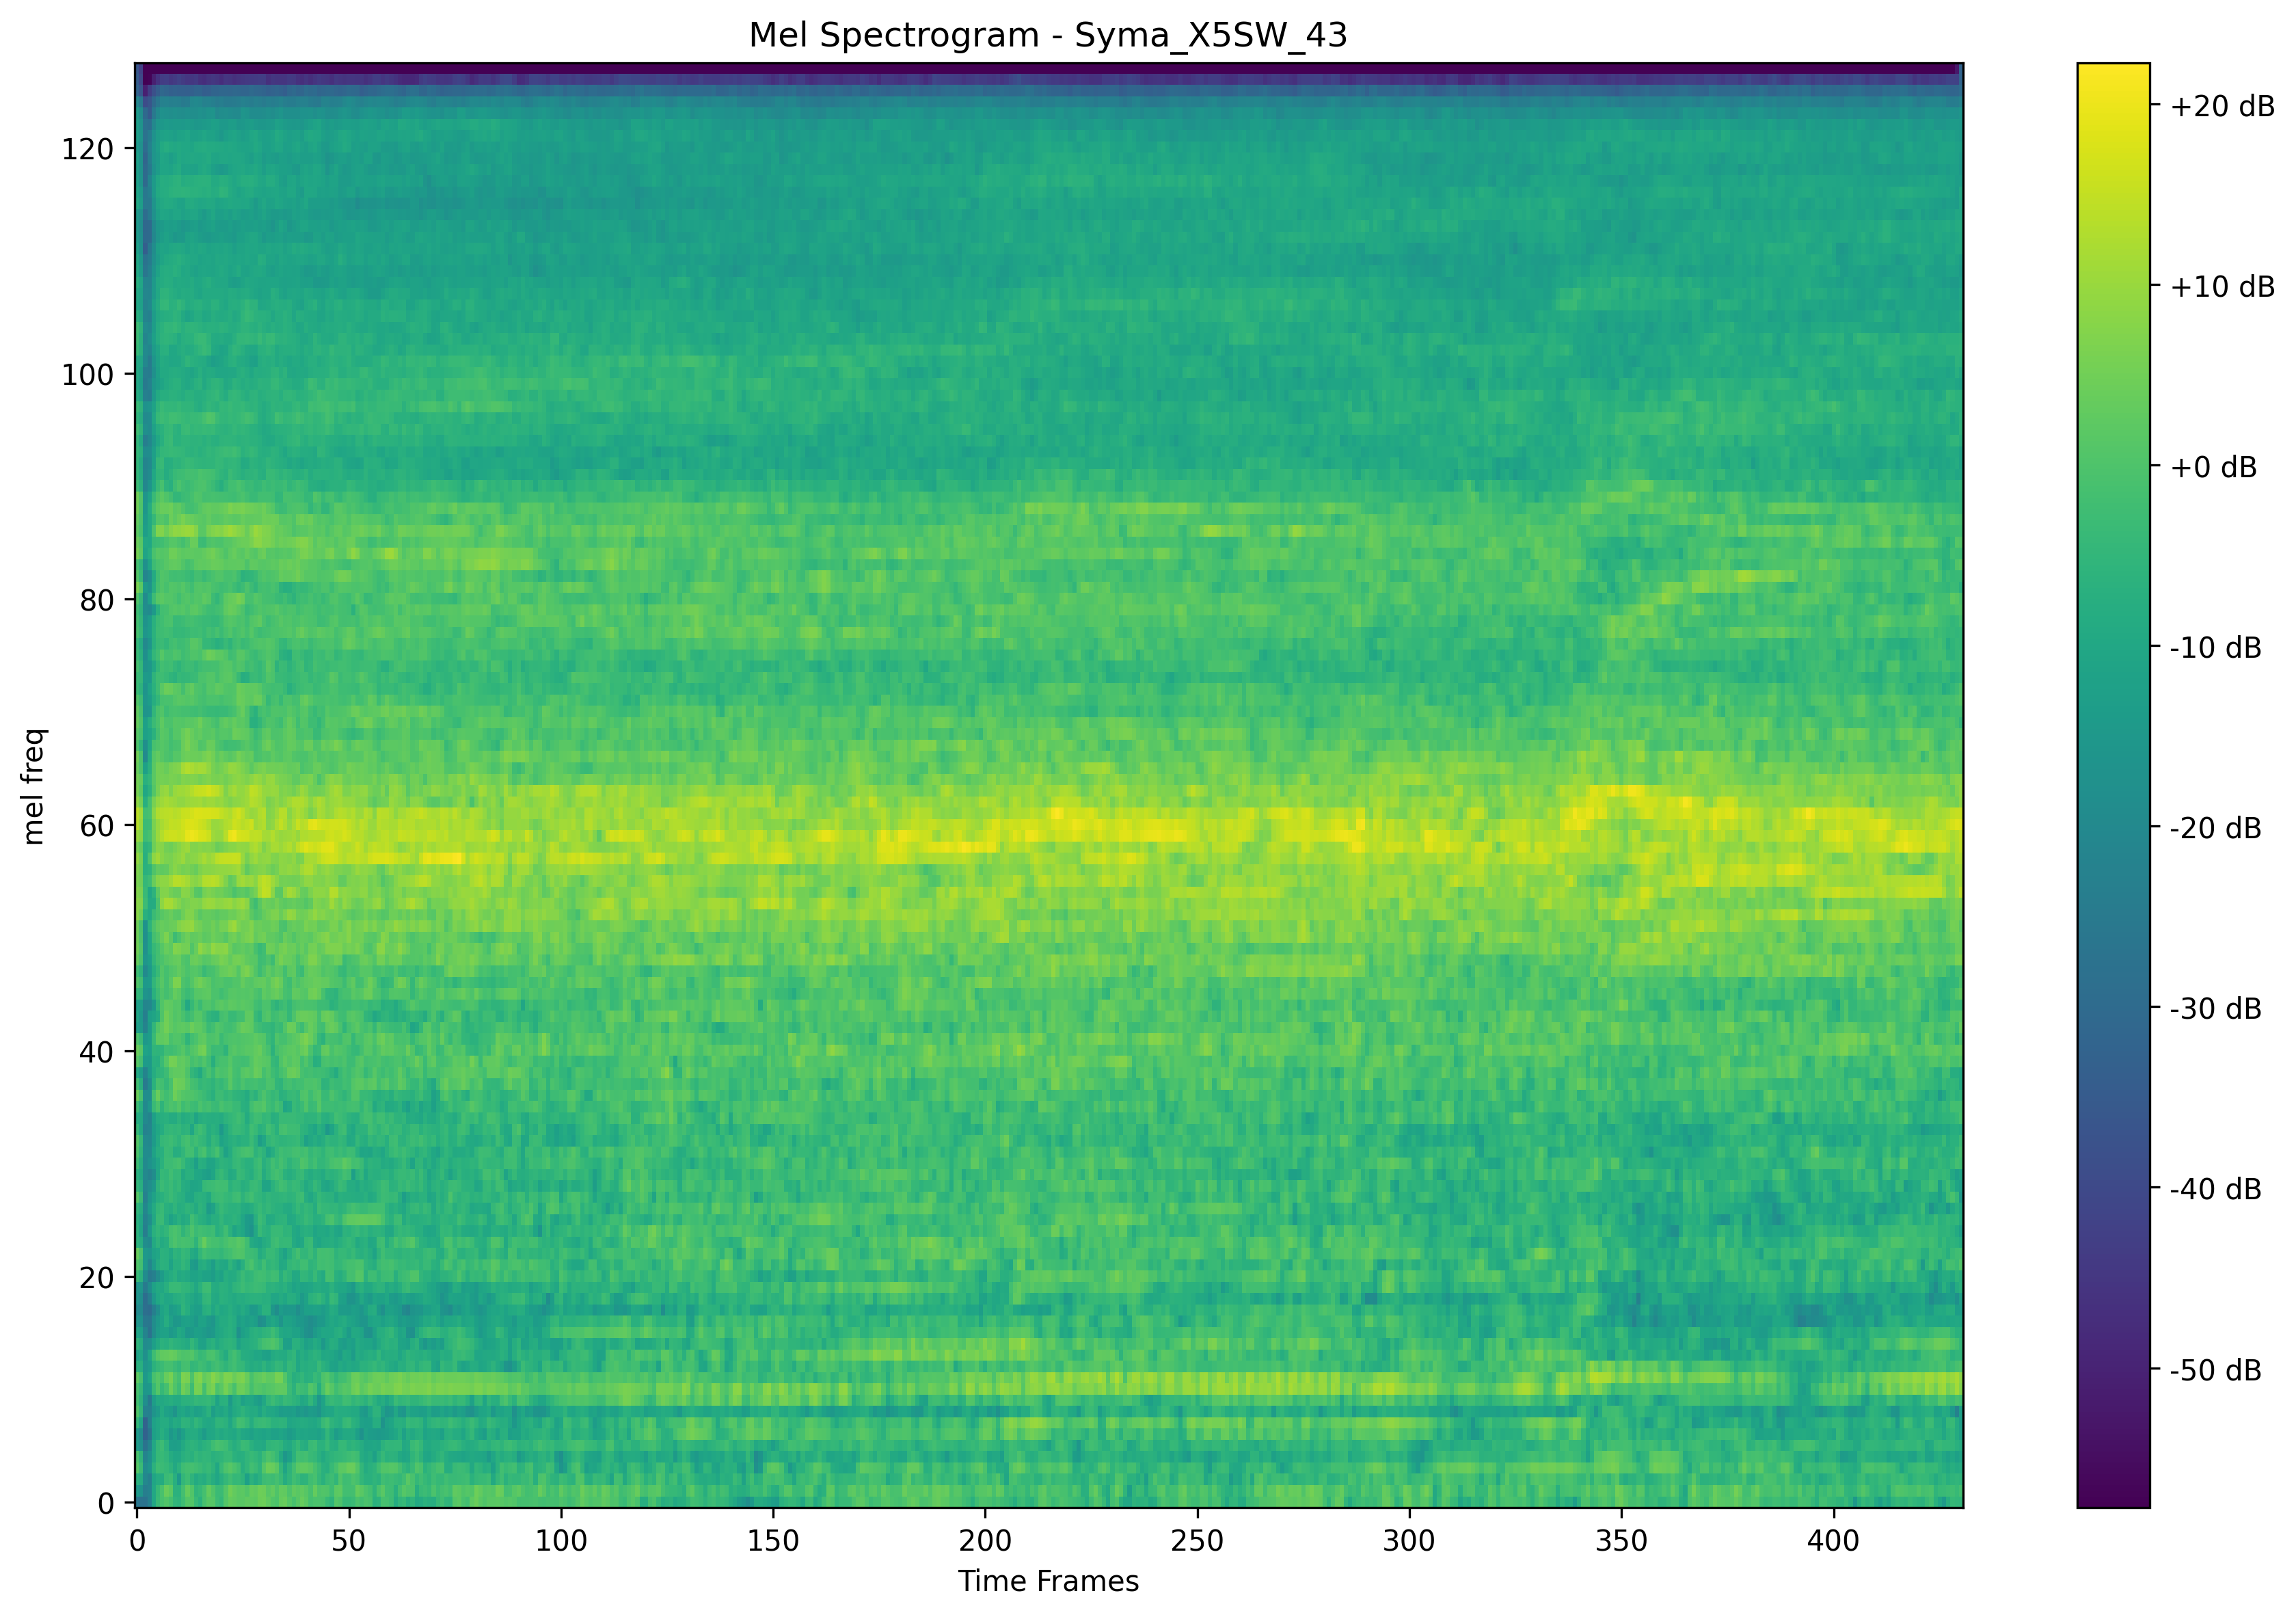 Mel Spectrogram - Syma_X5SW_43
mel freq
120
100
80
60
40
20
0
0 50 100 150 200 250 300 350 400
Time Frames
+20 dB
+10 dB
+0 dB
-10 dB
-20 dB
-30 dB
-40 dB
-50 dB